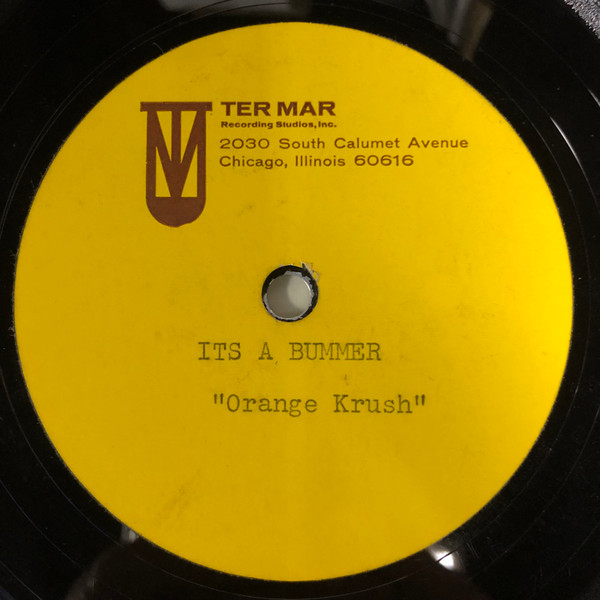 TER MAR
Recording Studios, Inc.
2030 South Calumet Avenue
Chicago, Illinois 60616
ITS A BUMMER
"Orange Krush"